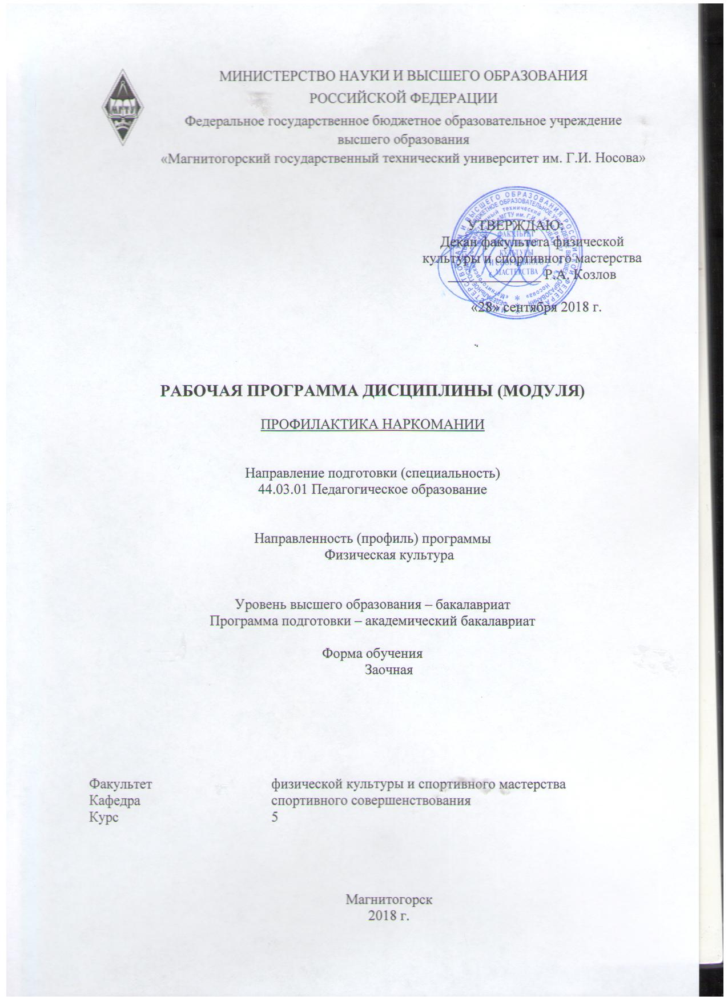 МГТУ
МИНИСТЕРСТВО НАУКИ И ВЫСШЕГО ОБРАЗОВАНИЯ
РОССИЙСКОЙ ФЕДЕРАЦИИ
Федеральное государственное бюджетное образовательное учреждение
высшего образования
«Магнитогорский государственный технический университет им. Г.И. Носова»
УТВЕРЖДАЮ:
Декан факультета физической
культуры и спортивного мастерства
Р.А. Козлов
«28» сентября 2018 г.
РАБОЧАЯ ПРОГРАММА ДИСЦИПЛИНЫ (МОДУЛЯ)
ПРОФИЛАКТИКА НАРКОМАНИИ
Направление подготовки (специальность)
44.03.01 Педагогическое образование
Направленность (профиль) программы
Физическая культура
Уровень высшего образования – бакалавриат
Программа подготовки – академический бакалавриат
Форма обучения
Заочная
Факультет физической культуры и спортивного мастерства
Кафедра спортивного совершенствования
Курс 5
Магнитогорск
2018 г.